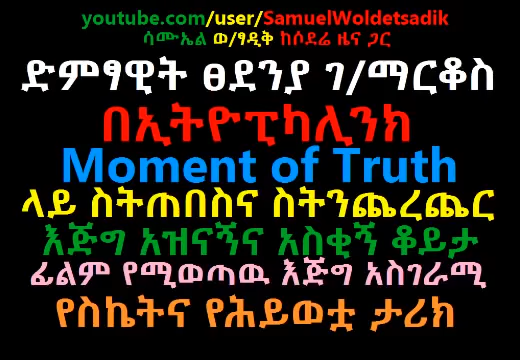 youtube.com/user/SamuelWoldetsadik
ሳሙኤል ወ/ፃዲቅ ከሶደሬ ዜና ጋር
ድምፃዊት ፀደንያ ገ/ማርቆስ
በኢትዮፒካሊንክ
Moment of Truth
ላይ ስትጠበስና ስትንጨረጨር
እጅግ አዝናኝና አስቂኝ ቆይታ
ፊልም የሚወጣዉ እጅግ አስገራሚ
የስኬትና የሕይወቷ ታሪክ